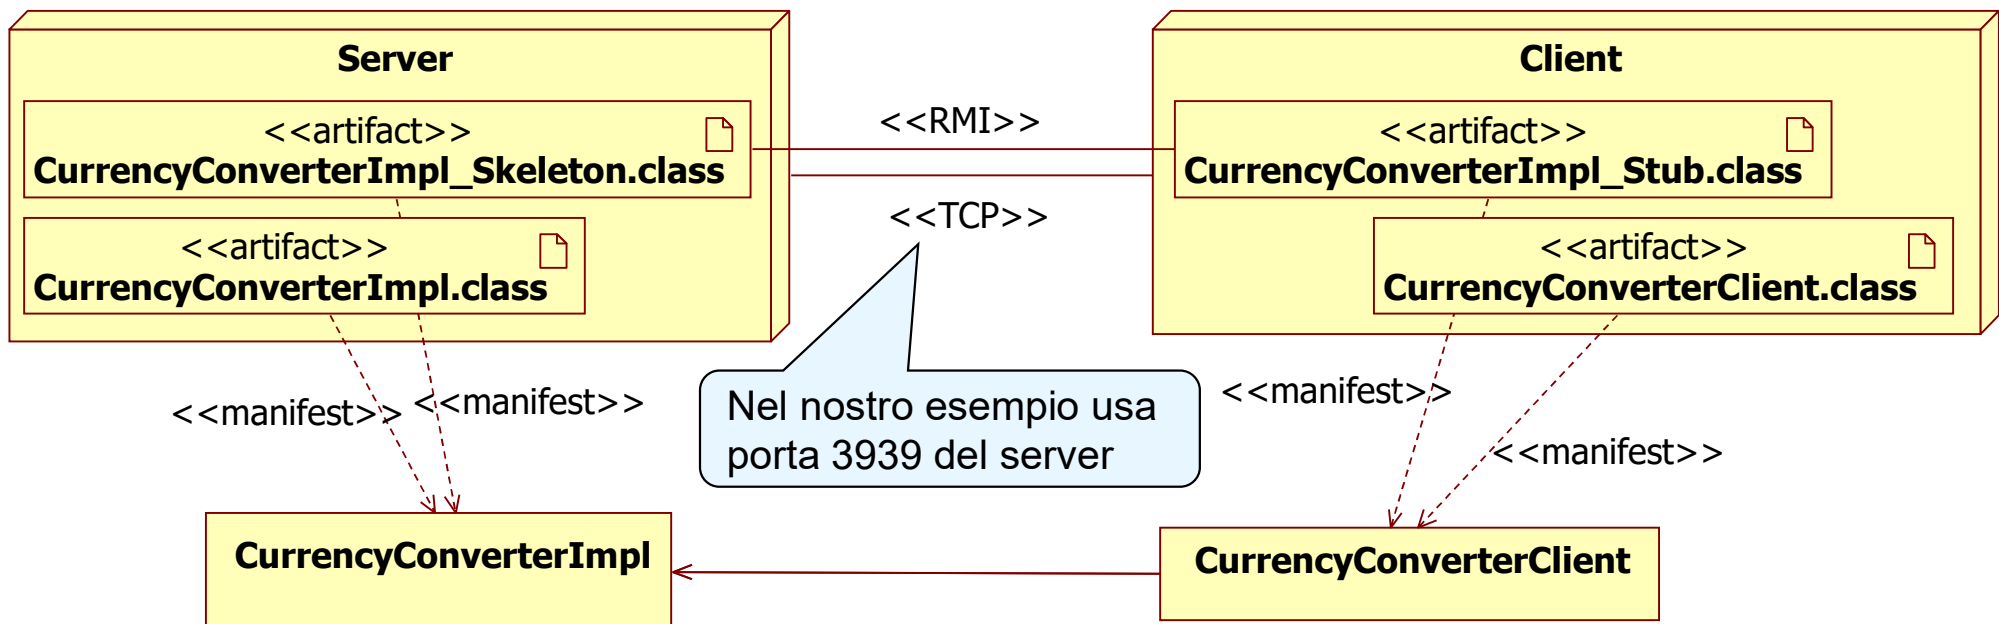 Server
<<artifact>>
CurrencyConverterImpl_Skeleton.class
<<artifact>>
CurrencyConverterImpl.class
<<RMI>>
<<TCP>>
Client
<<artifact>>
CurrencyConverterImpl_Stub.class
<<artifact>>
CurrencyConverterClient.class
<<manifest>>
<<manifest>>
Nel nostro esempio usa
porta 3939 del server
<<manifest>>
<<manifest>>
CurrencyConverterImpl
CurrencyConverterClient